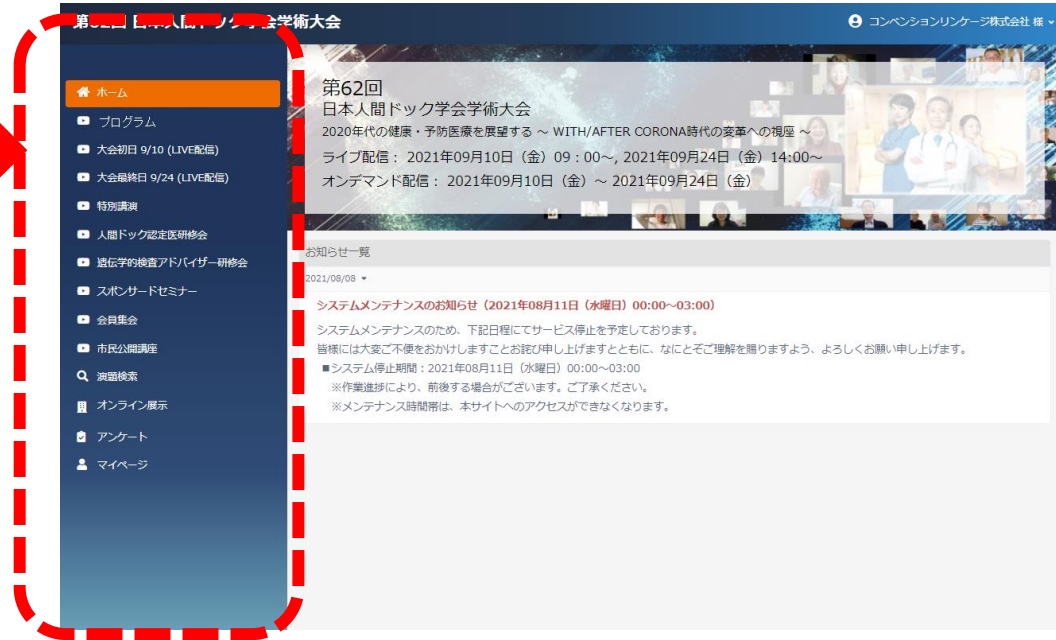 第62回 日本人間ドック学会学術大会
コンベンションリンケージ株式会社 様
ホーム
プログラム
大会初日 9/10 (LIVE配信)
大会最終日 9/24 (LIVE配信)
特別講演
人間ドック認定医研修会
遺伝学的検査アドバイザー研修会
スポンサードセミナー
会員集会
市民公開講座
演題検索
オンライン展示
アンケート
マイページ
第62回
日本人間ドック学会学術大会
2020年代の健康・予防医療を展望する ～ WITH/AFTER CORONA時代の変革への視座 ～
ライブ配信： 2021年09月10日（金）09：00～, 2021年09月24日（金）14:00～
オンデマンド配信： 2021年09月10日（金）～ 2021年09月24日（金）
お知らせ一覧
2021/08/08
システムメンテナンスのお知らせ（2021年08月11日（水曜日）00:00～03:00）
システムメンテナンスのため、下記日程にてサービス停止を予定しております。
皆様には大変ご不便をおかけしますことお詫び申し上げますとともに、なにとぞご理解を賜りますよう、よろしくお願い申し上げます。
■システム停止期間：2021年08月11日（水曜日）00:00～03:00
※作業進捗により、前後する場合がございます。ご了承ください。
※メンテナンス時間帯は、本サイトへのアクセスができなくなります。